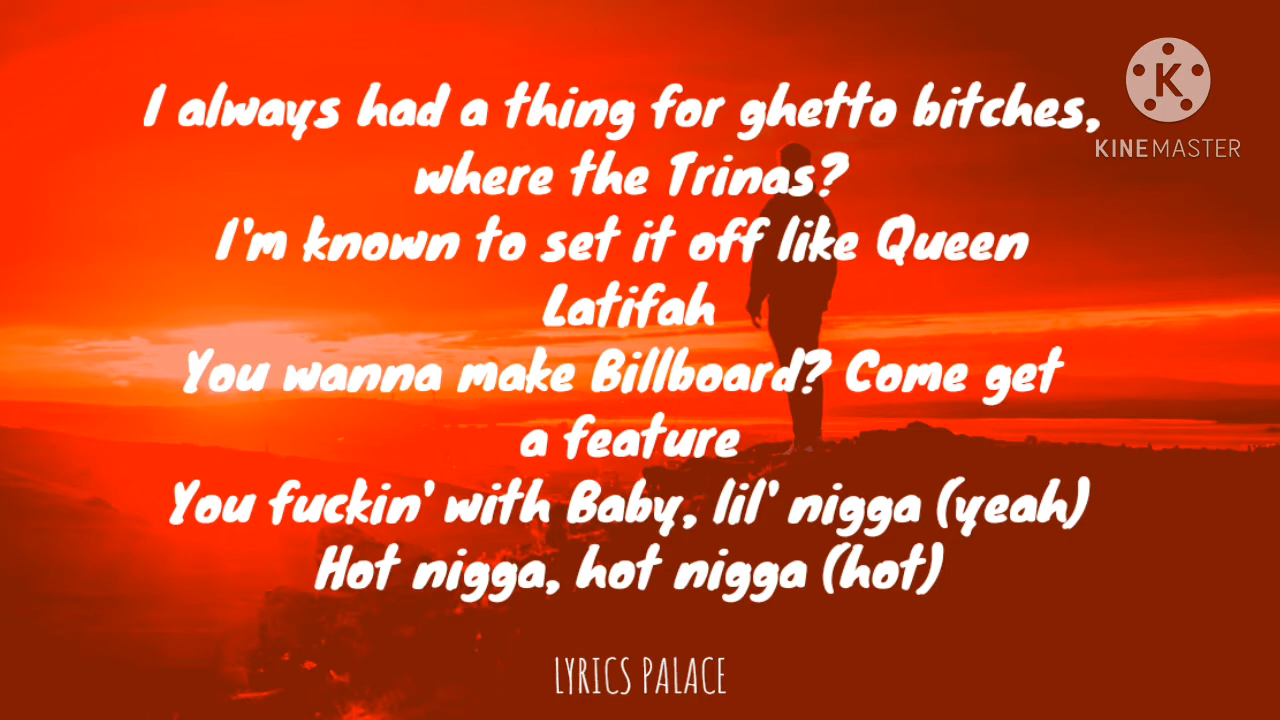 I always had a thing for ghetto bitches,
where the Trinas?
I'm known to set it off like Queen
Latifah
You wanna make Billboard? Come get
a feature
You fuckin' with Baby, lil' nigga (yeah)
Hot nigga, hot nigga (hot)
K
KINEMASTER
LYRICS PALACE